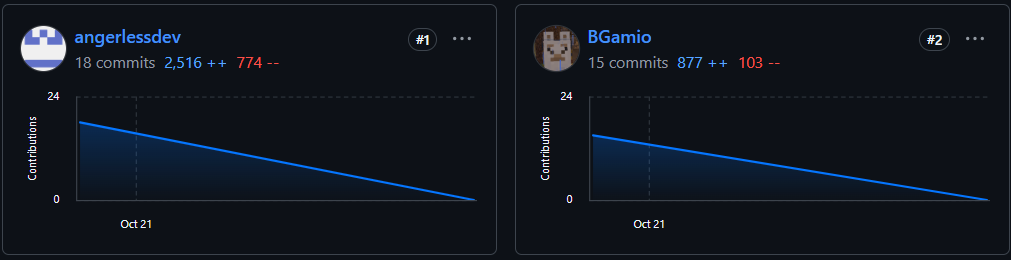 angerlessdev
#1
18 commits 2,516 ++ 774 --
24
Contributions
0
Oct 21
BGamio
#2
15 commits 877 ++ 103 --
24
Contributions
0
Oct 21